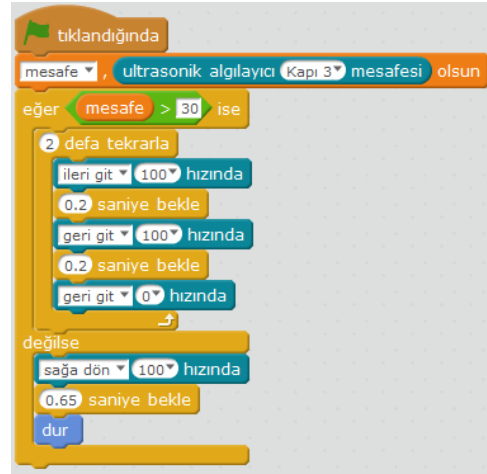 tıklandığında
mesafe , ultrasonik algılayıcı Kapı 3 mesafesi olsun
eğer mesafe > 30 ise
2 defa tekrarla
ileri git 100 hızında
0.2 saniye bekle
geri git 100 hızında
0.2 saniye bekle
geri git 0 hızında
değilse
sağa dön 100 hızında
0.65 saniye bekle
dur